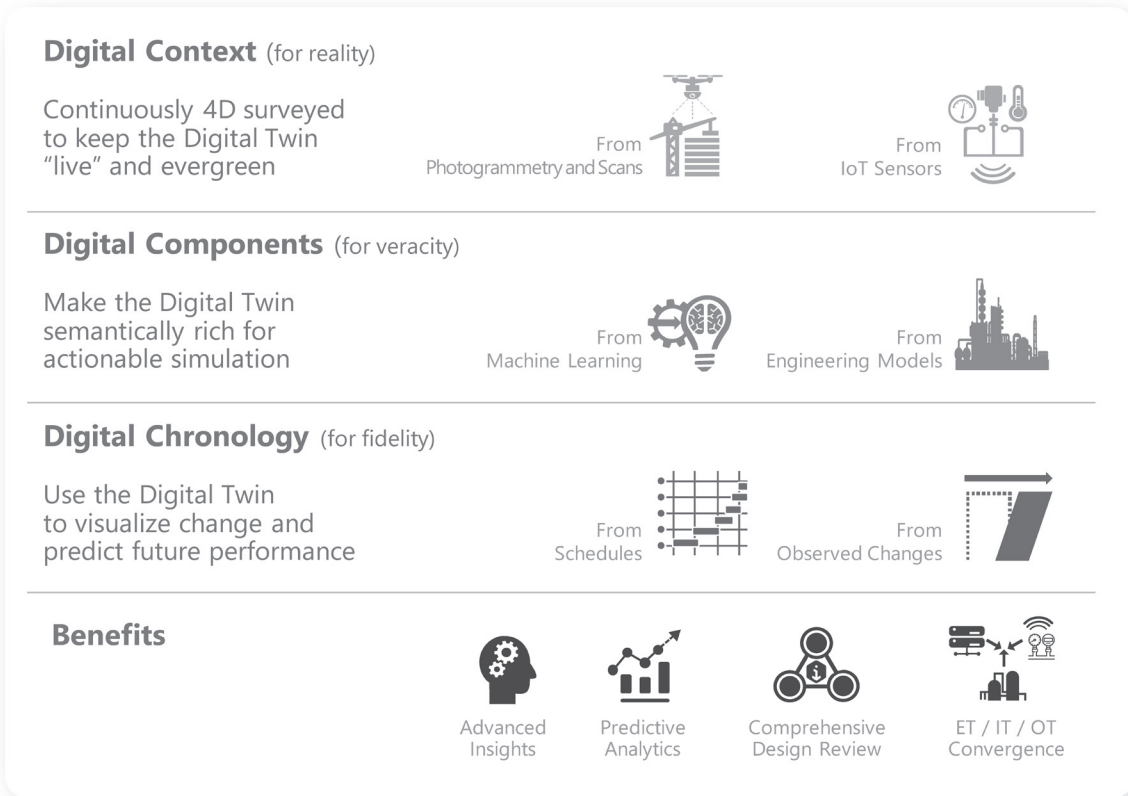 Digital Context (for reality)
Continuously 4D surveyed
to keep the Digital Twin
“live” and evergreen
From
Photogrammetry and Scans
From
IoT Sensors
Digital Components (for veracity)
Make the Digital Twin
semantically rich for
actionable simulation
From
Machine Learning
From
Engineering Models
Digital Chronology (for fidelity)
Use the Digital Twin
to visualize change and
predict future performance
From
Schedules
From
Observed Changes
Benefits
Advanced
Insights
Predictive
Analytics
Comprehensive
Design Review
ET / IT / OT
Convergence